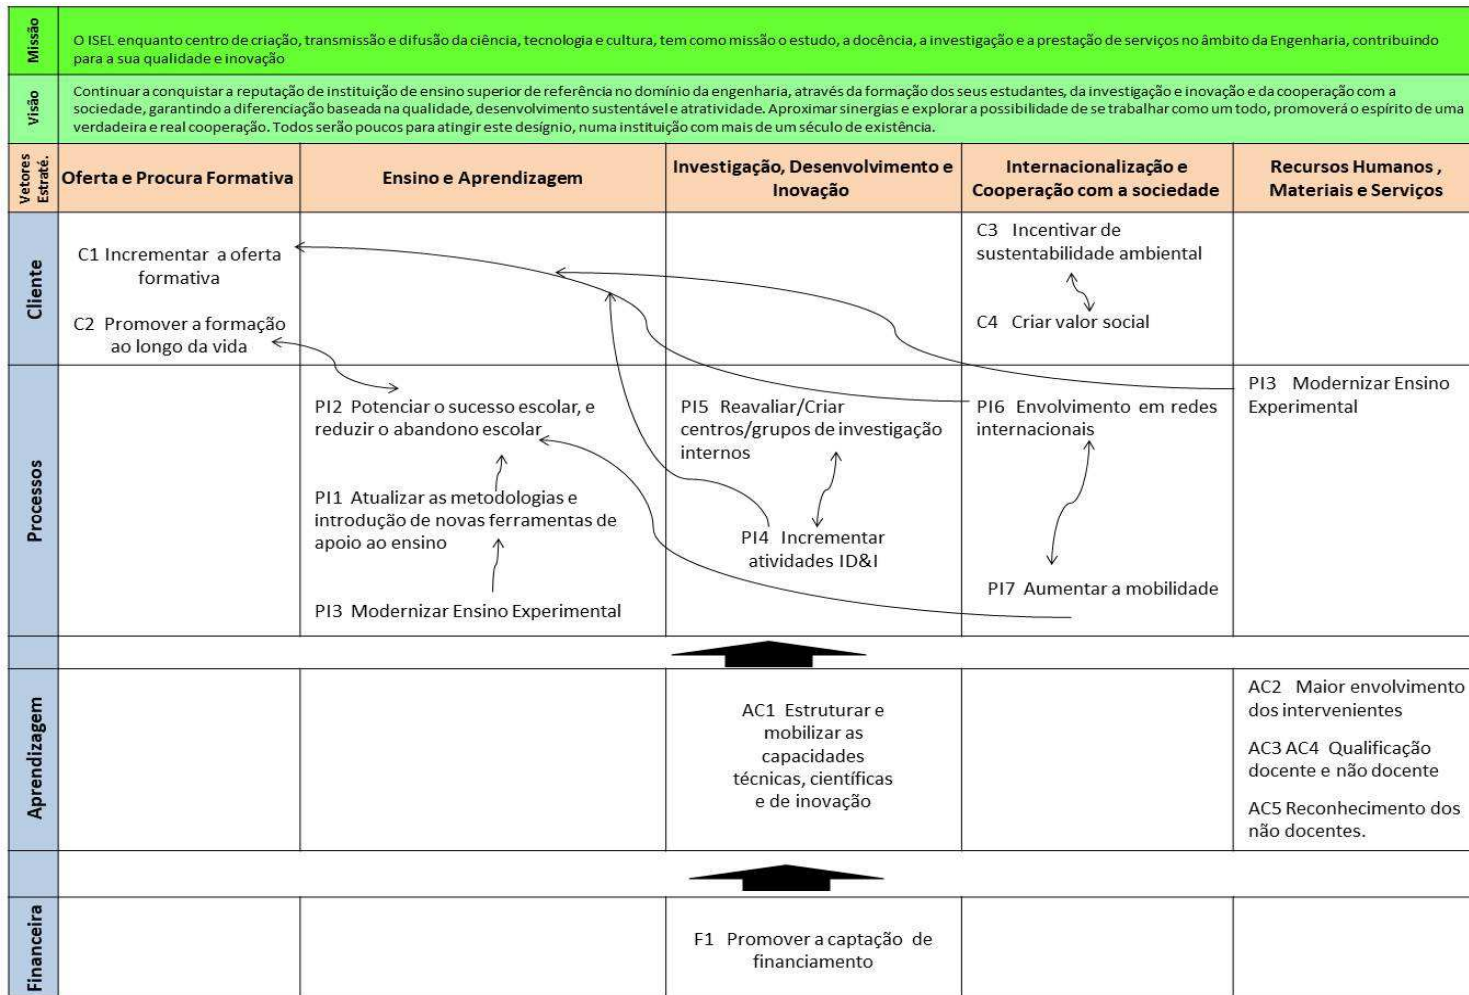 Missão
O ISEL enquanto centro de criação, transmissão e difusão da ciência, tecnologia e cultura, tem como missão o estudo, a docência, a investigação e a prestação de serviços no âmbito da Engenharia, contribuindo
para a sua qualidade e inovação
Visão
Continuar a conquistar a reputação de instituição de ensino superior de referência no domínio da engenharia, através da formação dos seus estudantes, da investigação e inovação e da cooperação com a
sociedade, garantindo a diferenciação baseada na qualidade, desenvolvimento sustentável e atratividade. Aproximar sinergias e explorar a possibilidade de se trabalhar como um todo, promoverá o espírito de uma
verdadeira e real cooperação. Todos serão poucos para atingir este desígnio, numa instituição com mais de um século de existência.
Vetores
Estraté.
Oferta e Procura Formativa
Ensino e Aprendizagem
Investigação, Desenvolvimento e
Inovação
Internacionalização e
Cooperação com a sociedade
Recursos Humanos ,
Materiais e Serviços
Cliente
C1 Incrementar a oferta
formativa
C2 Promover a formação
ao longo da vida
C3 Incentivar de
sustentabilidade ambiental
C4 Criar valor social
Processos
PI2 Potenciar o sucesso escolar, e
reduzir o abandono escolar
PI1 Atualizar as metodologias e
introdução de novas ferramentas de
apoio ao ensino
PI3 Modernizar Ensino Experimental
PI5 Reavaliar/Criar
centros/grupos de investigação
internos
PI4 Incrementar
atividades ID&I
PI6 Envolvimento em redes
internacionais
PI7 Aumentar a mobilidade
PI3 Modernizar Ensino
Experimental
Aprendizagem
AC1 Estruturar e
mobilizar as
capacidades
técnicas, científicas
e de inovação
AC2 Maior envolvimento
dos intervenientes
AC3 AC4 Qualificação
docente e não docente
AC5 Reconhecimento dos
não docentes.
Financeira
F1 Promover a captação de
financiamento